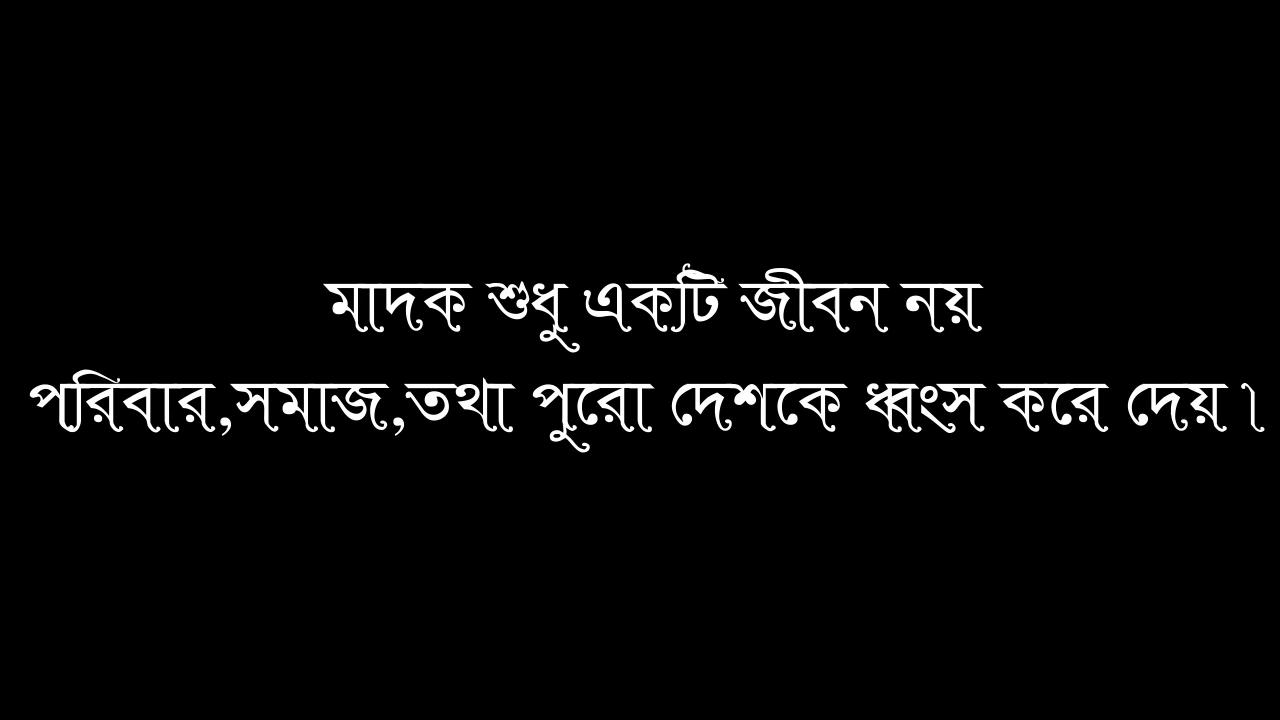 মাদক শুধু একটি জীবন নয়
পরিবার,সমাজ,তথা পুরো দেশকে ধ্বংস করে দেয়।